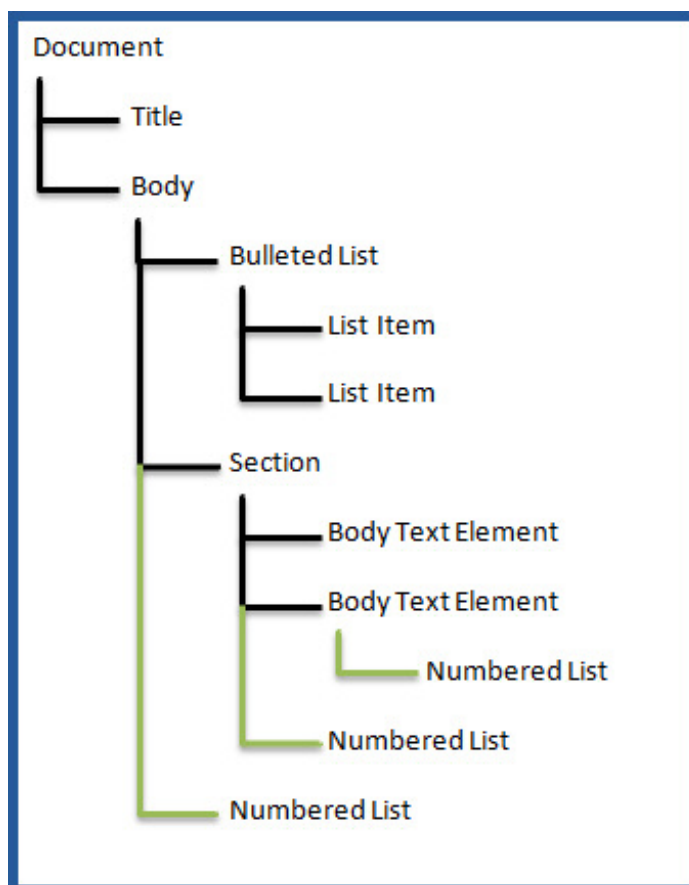 Document
Title
Body
Bulleted List
List Item
List Item
Section
Body Text Element
Body Text Element
Numbered List
Numbered List
Numbered List